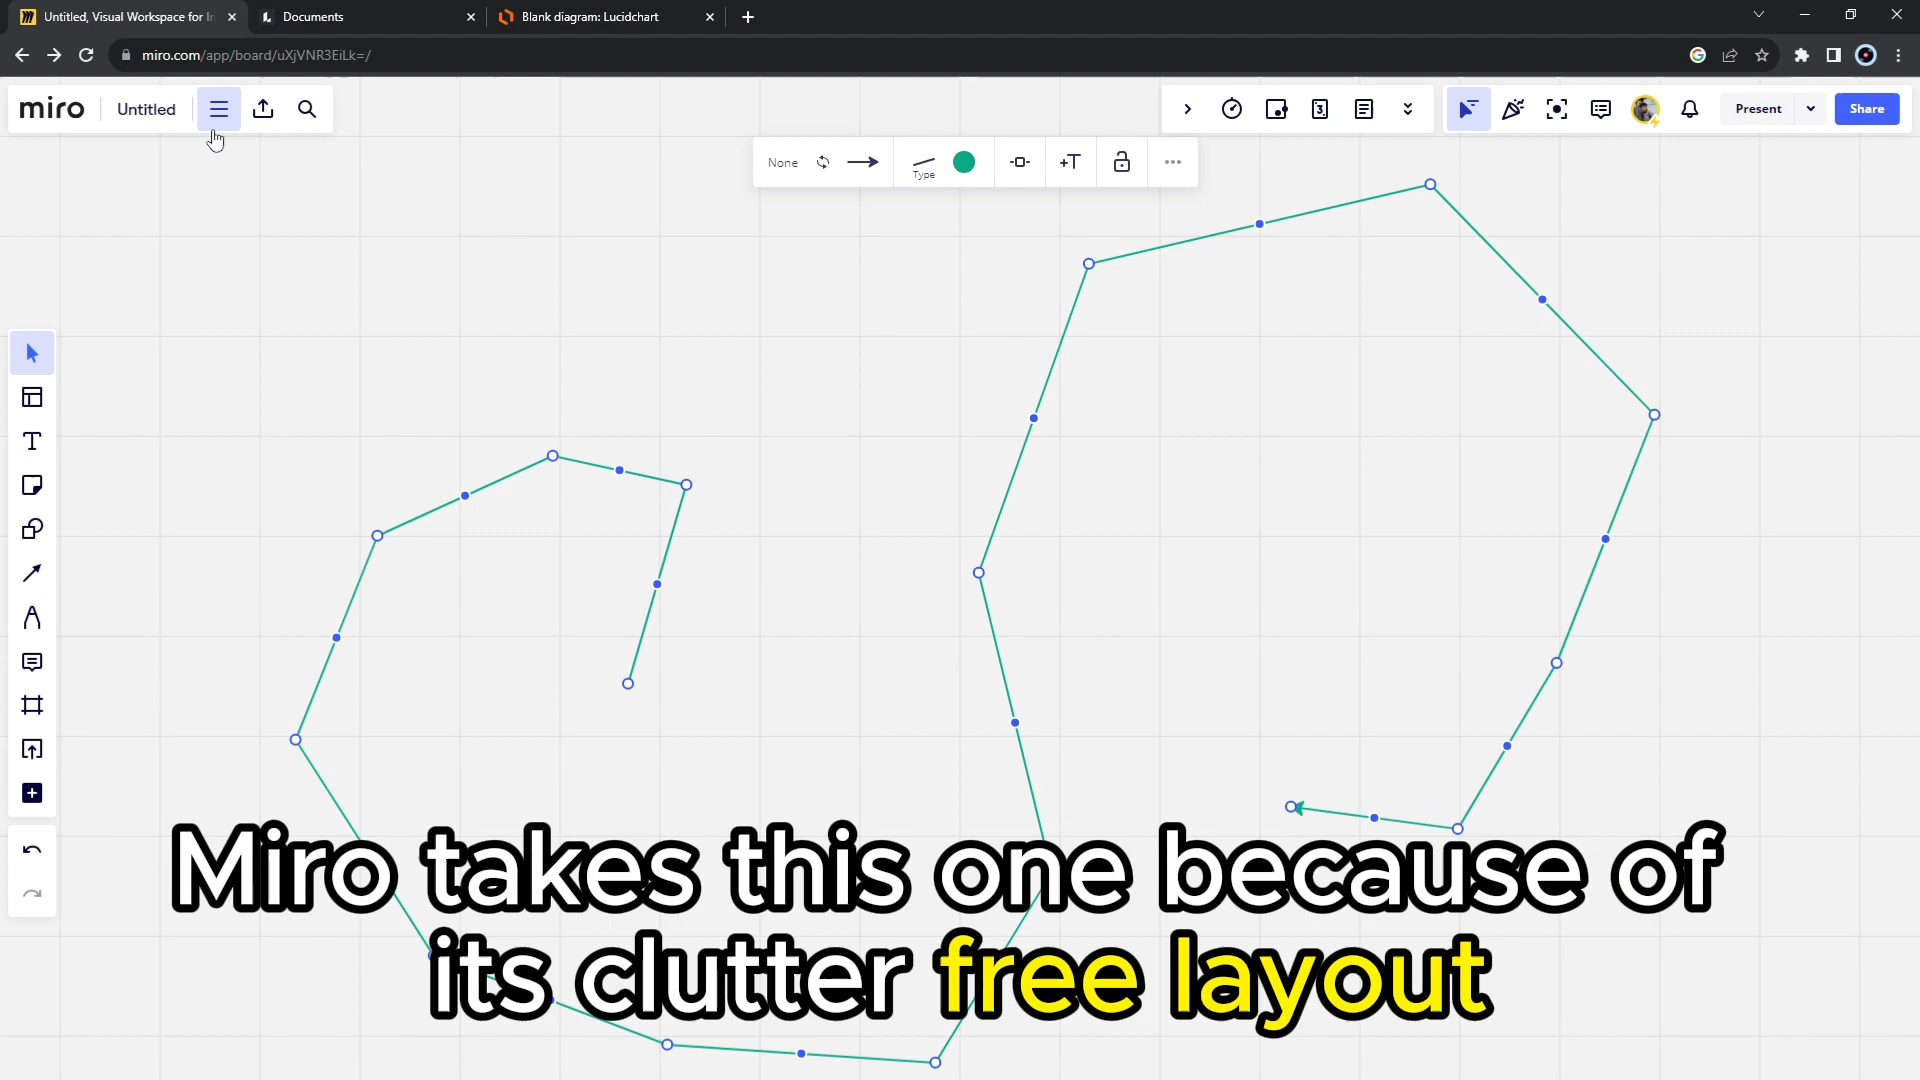 Untitled, Visual Workspace for In
Documents
Blank diagram: Lucidchart
miro.com/app/board/uXjVNR3EiLk=/
miro
Untitled
3
Present
Share
None
Type
+T
Miro takes this one because of
its clutter free layout